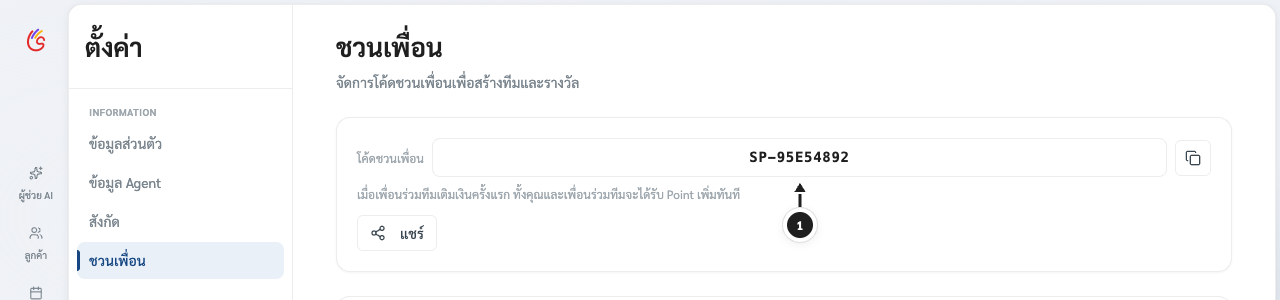 ตั้งค่า
INFORMATION
ข้อมูลส่วนตัว
ข้อมูล Agent
สังกัด
ชวนเพื่อน
ผู้ช่วย AI
ลูกค้า
ชวนเพื่อน
จัดการโค้ดชวนเพื่อนเพื่อสร้างทีมและรางวัล
โค้ดชวนเพื่อน SP-95E54892
เมื่อเพื่อนร่วมทีมเติมเงินครั้งแรก ทั้งคุณและเพื่อนร่วมทีมจะได้รับ Point เพิ่มทันที
1
แชร์